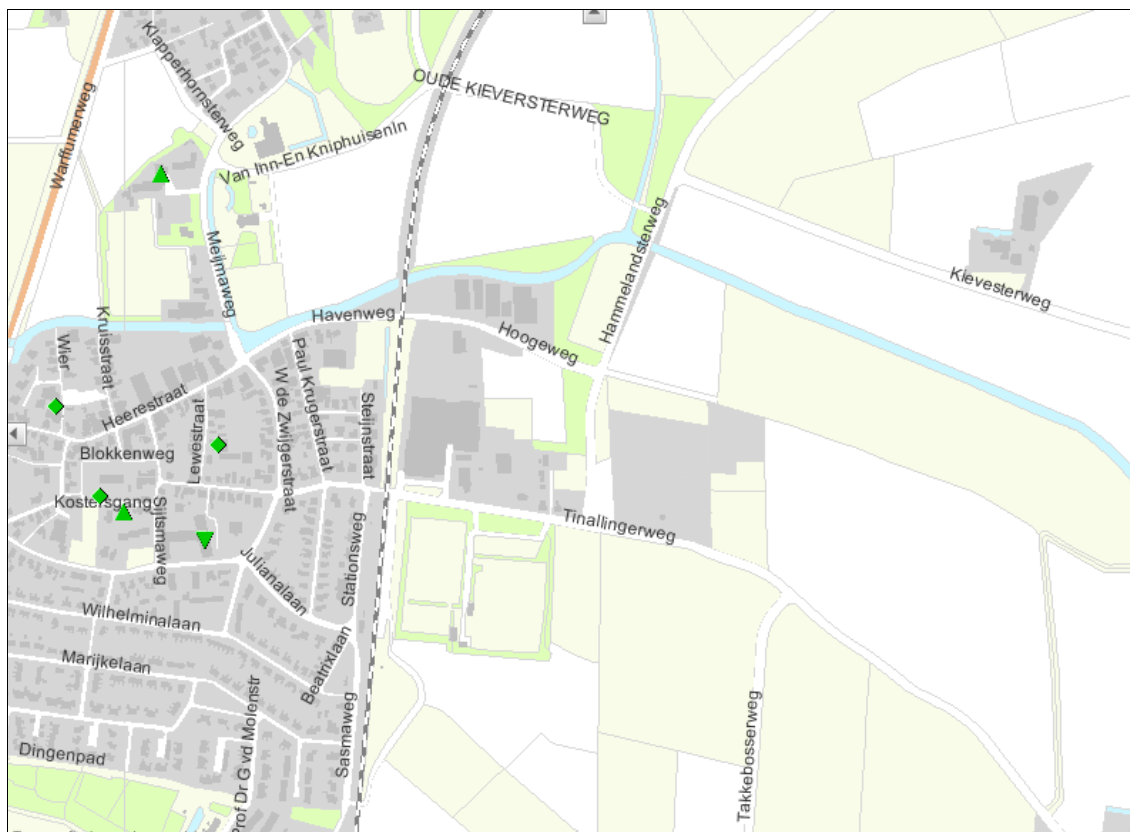 Klapperhornsterweg
Warffumerweg
OUDE KIEVERSTERWEG
Van Inn-En Kniphuisenln
Meijmaweg
Hammelandsterweg
Kievesterweg
Kruisstraat
Wier
Havenweg
Hoogeweg
Paul Krugerstraat
W de Zwijgerstraat
Steijnstraat
Heerestraat
Lewestraat
Blokkenweg
Kostersgang
Sijtsmaweg
Tinallingerweg
Julianalaan
Stationsweg
Wilhelminalaan
Marijkelaan
Beatrixlaan
Prof Dr G vd Molenstr
Sasmaweg
Takkebosserweg
Dingenpad